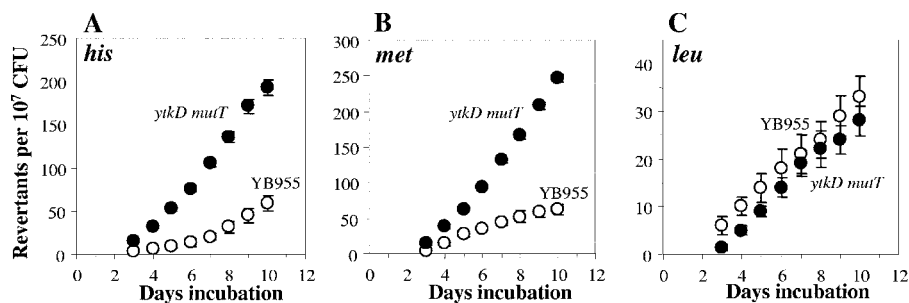 A
his
Revertants per 10⁷ CFU
250
200
150
100
50
0
ytkD mutT
YB955
0 2 4 6 8 10 12
Days incubation
B
met
300
250
200
150
100
50
0
ytkD mutT
YB955
0 2 4 6 8 10 12
Days incubation
C
leu
40
30
20
10
0
YB955
ytkD mutT
0 2 4 6 8 10 12
Days incubation